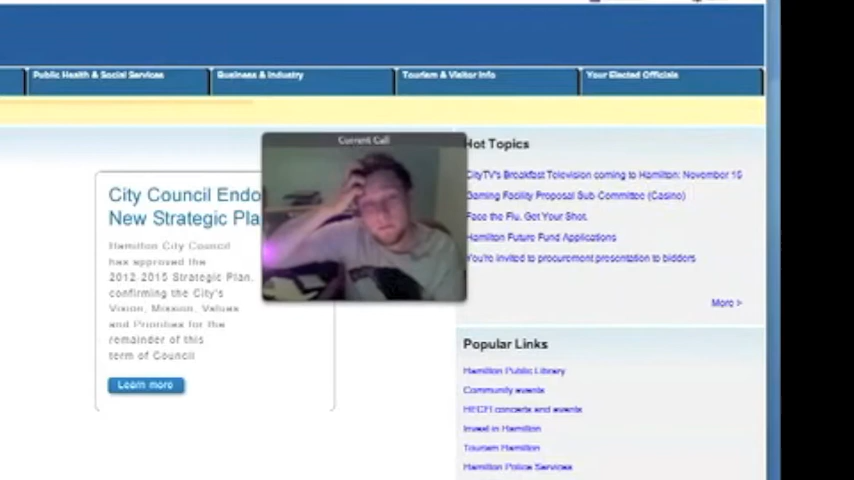 Public Health & Social Services
Business & Industry
Tourism & Visitor Info
Your Elected Officials
Current Call
Hot Topics
City Council Endo
New Strategic Pla
Hamilton City Council
has approved the
2012-2015 Strategic Plan,
confirming the City's
Vision, Mission, Values
and Priorities for the
remainder of this
term of Council
Learn more
CityTV's Breakfast Television coming to Hamilton: November 15
Gaming Facility Proposal Sub-Committee (Casino)
Face the Flu. Get Your Shot.
Hamilton Future Fund Applications
You're invited to procurement presentation to bidders
More >
Popular Links
Hamilton Public Library
Community events
HECFI concerts and events
Invest in Hamilton
Tourism Hamilton
Hamilton Police Services